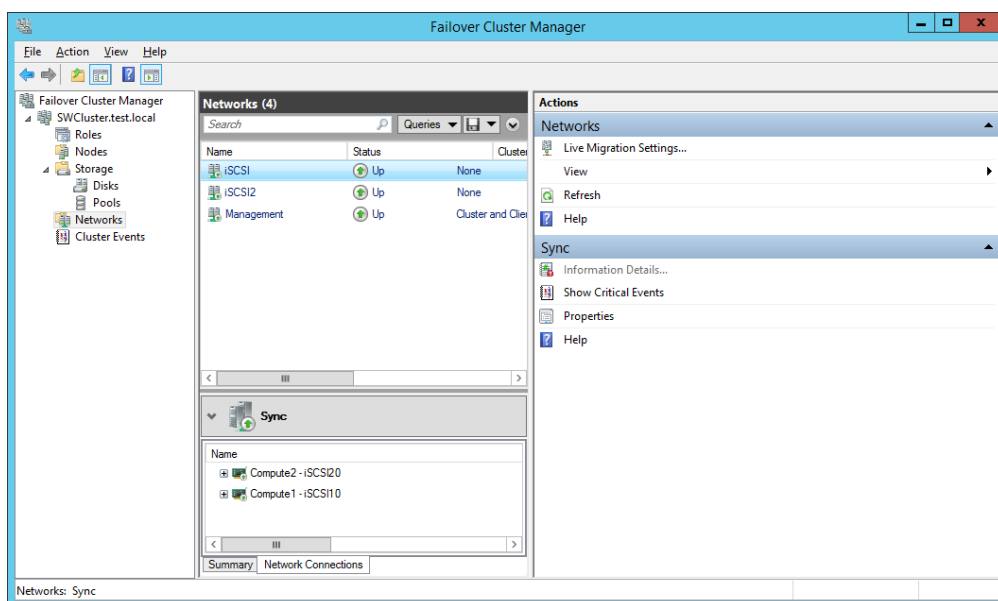 Failover Cluster Manager
File Action View Help
Failover Cluster Manager
SWCluster.test.local
Roles
Nodes
Storage
Disks
Pools
Networks
Cluster Events
Networks (4)
Search Queries
Name Status Cluster
iSCSI Up None
iSCSI2 Up None
Management Up Cluster and Clie
Sync
Name
Compute2 - iSCSI20
Compute1 - iSCSI10
Summary Network Connections
Actions
Networks
Live Migration Settings...
View
Refresh
Help
Sync
Information Details...
Show Critical Events
Properties
Help
Networks: Sync